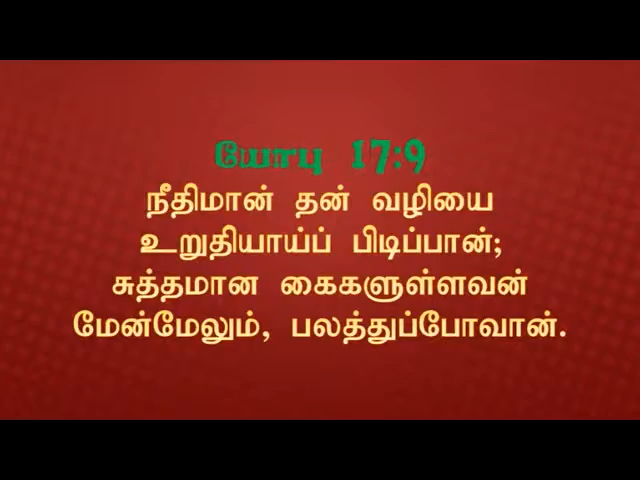 யோபு 17:9
நீதிமான் தன் வழியை
உறுதியாய்ப் பிடிப்பான்;
சுத்தமான கைகளுள்ளவன்
மேன்மேலும், பலத்துப்போவான்.